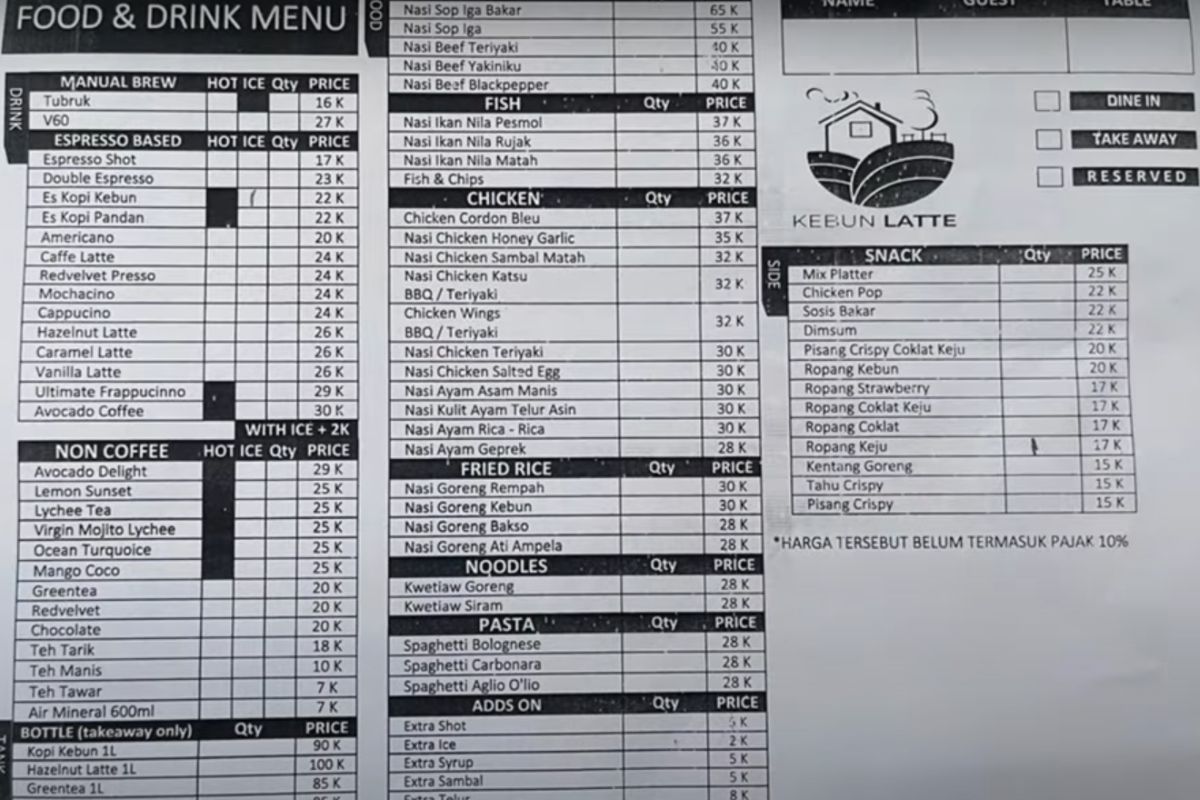 FOOD & DRINK MENU
DRINK
MANUAL BREW HOT ICE Qty PRICE
Tubruk 16 K
V60 27 K
ESPRESSO BASED HOT ICE Qty PRICE
Espresso Shot 17 K
Double Espresso 23 K
Es Kopi Kebun 22 K
Es Kopi Pandan 22 K
Americano 20 K
Caffe Latte 24 K
Redvelvet Presso 24 K
Mochacino 24 K
Cappucino 24 K
Hazelnut Latte 26 K
Caramel Latte 26 K
Vanilla Latte 26 K
Ultimate Frappucinno 29 K
Avocado Coffee 30 K
WITH ICE + 2K
NON COFFEE HOT ICE Qty PRICE
Avocado Delight 29 K
Lemon Sunset 25 K
Lychee Tea 25 K
Virgin Mojito Lychee 25 K
Ocean Turquoice 25 K
Mango Coco 25 K
Greentea 20 K
Redvelvet 20 K
Chocolate 20 K
Teh Tarik 18 K
Teh Manis 10 K
Teh Tawar 7 K
Air Mineral 600ml 7 K
BOTTLE (takeaway only) Qty PRICE
Kopi Kebun 1L 90 K
Hazelnut Latte 1L 100 K
Greentea 1L 85 K
Nasi Sop Iga Bakar 65 K
Nasi Sop Iga 55 K
Nasi Beef Teriyaki 40 K
Nasi Beef Yakiniku 40 K
Nasi Beef Blackpepper 40 K
FISH Qty PRICE
Nasi Ikan Nila Pesmol 37 K
Nasi Ikan Nila Rujak 36 K
Nasi Ikan Nila Matah 36 K
Fish & Chips 32 K
CHICKEN Qty PRICE
Chicken Cordon Bleu 37 K
Nasi Chicken Honey Garlic 35 K
Nasi Chicken Sambal Matah 32 K
Nasi Chicken Katsu
BBQ / Teriyaki 32 K
Chicken Wings
BBQ / Teriyaki 32 K
Nasi Chicken Teriyaki 30 K
Nasi Chicken Salted Egg 30 K
Nasi Ayam Asam Manis 30 K
Nasi Kulit Ayam Telur Asin 30 K
Nasi Ayam Rica - Rica 30 K
Nasi Ayam Geprek 28 K
FRIED RICE Qty PRICE
Nasi Goreng Rempah 30 K
Nasi Goreng Kebun 30 K
Nasi Goreng Bakso 28 K
Nasi Goreng Ati Ampela 28 K
NOODLES Qty PRICE
Kwetiaw Goreng 28 K
Kwetiaw Siram 28 K
PASTA Qty PRICE
Spaghetti Bolognese 28 K
Spaghetti Carbonara 28 K
Spaghetti Aglio O'lio 28 K
ADDS ON Qty PRICE
Extra Shot 5 K
Extra Ice 2 K
Extra Syrup 5 K
Extra Sambal 5 K
Extra Telur 8 K
NAME GUEST TABLE
DINE IN
TAKE AWAY
RESERVED
KEBUN LATTE
SIDE
SNACK Qty PRICE
Mix Platter 25 K
Chicken Pop 22 K
Sosis Bakar 22 K
Dimsum 22 K
Pisang Crispy Coklat Keju 20 K
Ropang Kebun 20 K
Ropang Strawberry 17 K
Ropang Coklat Keju 17 K
Ropang Coklat 17 K
Ropang Keju 17 K
Kentang Goreng 15 K
Tahu Crispy 15 K
Pisang Crispy 15 K
*HARGA TERSEBUT BELUM TERMASUK PAJAK 10%